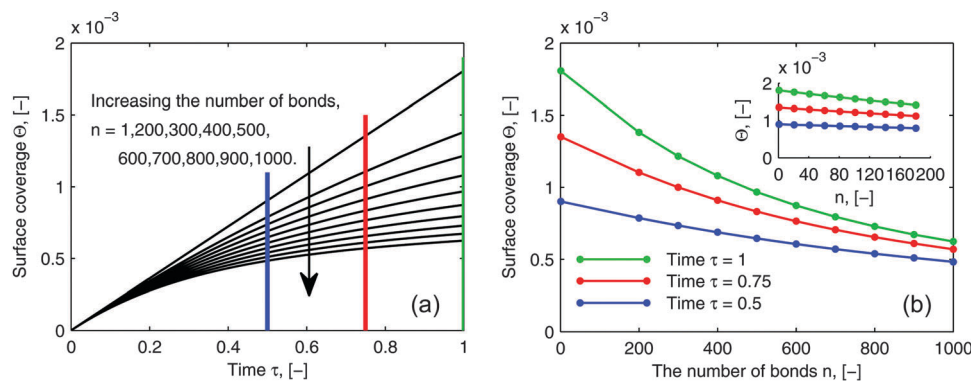 x 10⁻³
2
1.5
1
0.5
0
Surface coverage Θ, [–]
Increasing the number of bonds,
n = 1,200,300,400,500,
600,700,800,900,1000.
(a)
0
0.2
0.4
0.6
0.8
1
Time τ, [–]
x 10⁻³
2
1.5
1
0.5
0
Surface coverage Θ, [–]
x 10⁻³
2
1
0
Θ, [–]
0 40 80 120 160 200
n, [–]
Time τ = 1
Time τ = 0.75
Time τ = 0.5
(b)
0
200
400
600
800
1000
The number of bonds n, [–]